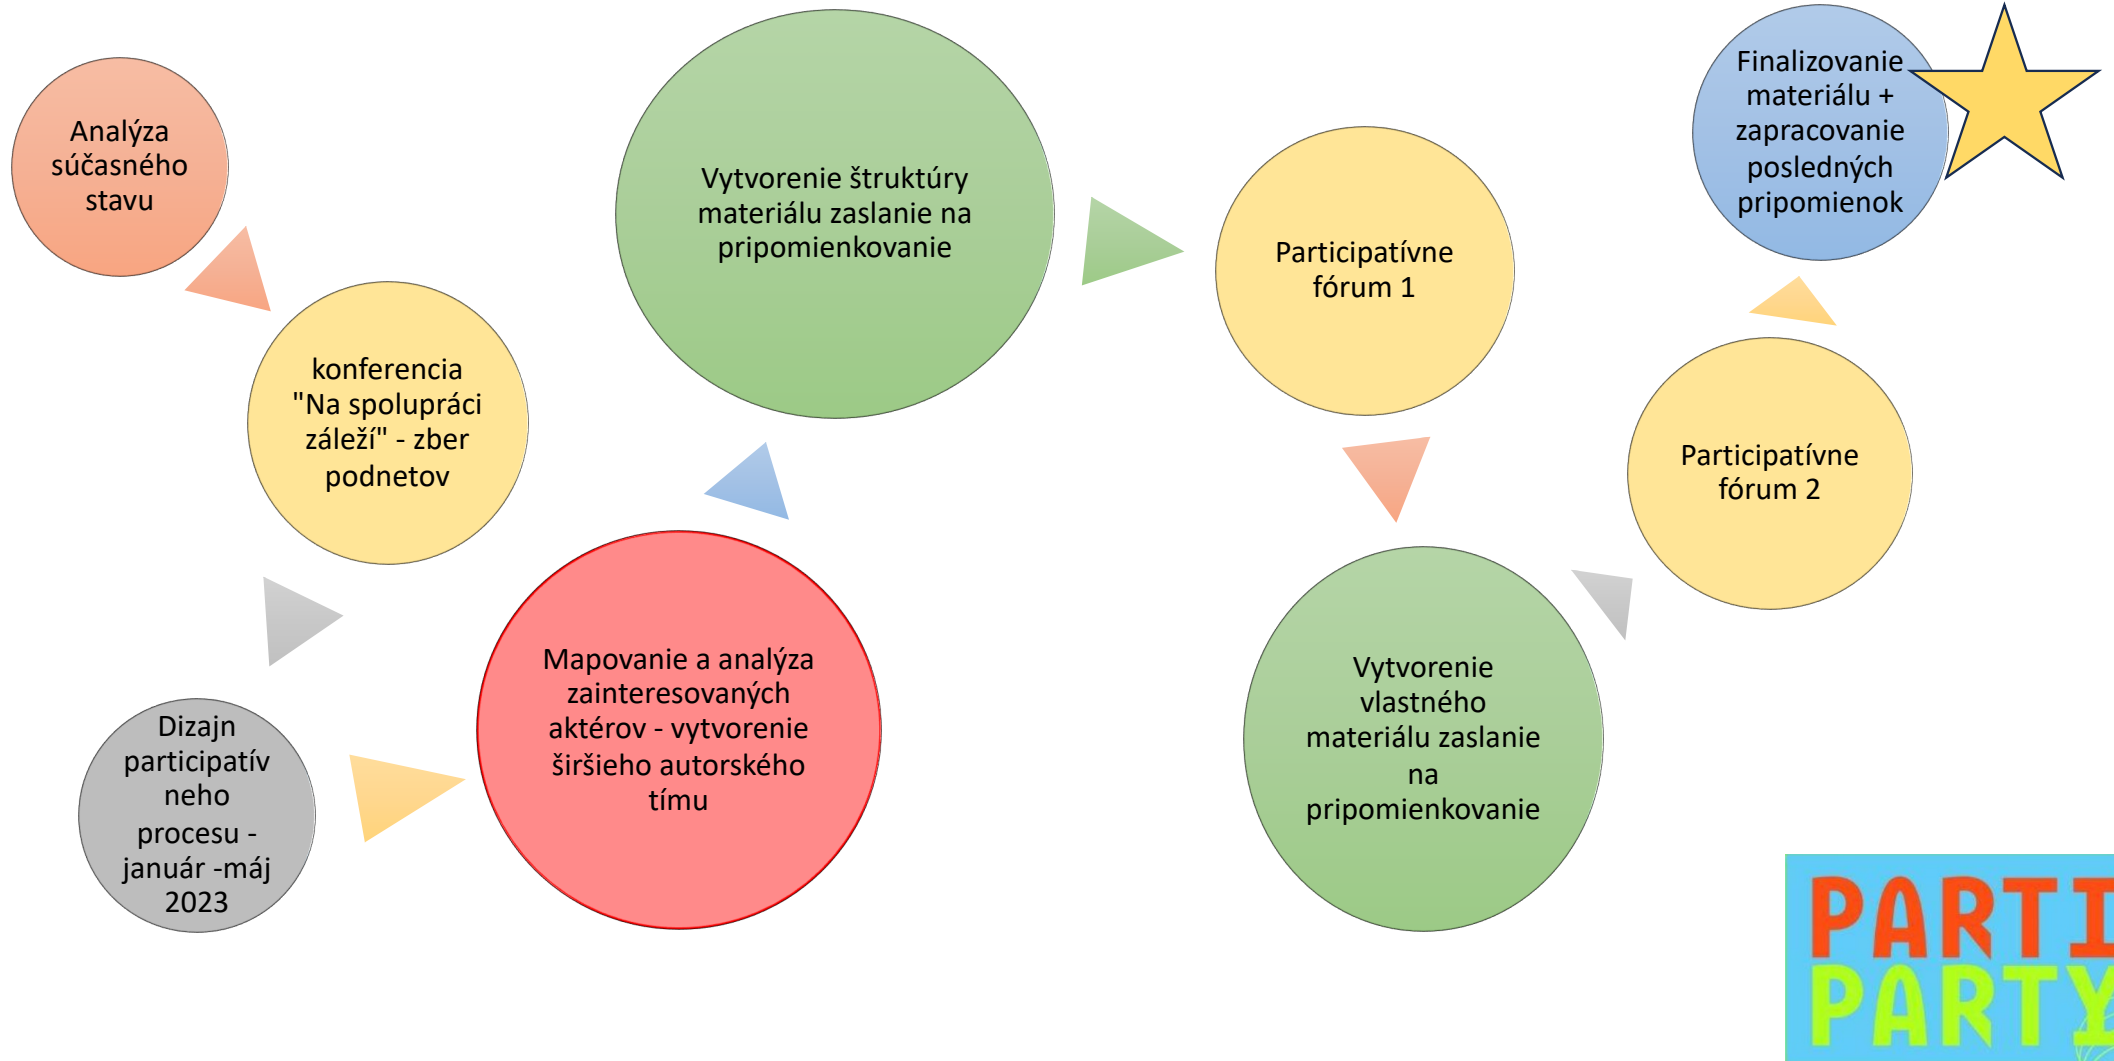 Analýza
súčasného
stavu
konferencia
"Na spolupráci
záleží" - zber
podnetov
Dizajn
participatív
neho
procesu -
január -máj
2023
Mapovanie a analýza
zainteresovaných
aktérov - vytvorenie
širšieho autorského
tímu
Vytvorenie štruktúry
materiálu zaslanie na
pripomienkovanie
Participatívne
fórum 1
Vytvorenie
vlastného
materiálu zaslanie
na
pripomienkovanie
Participatívne
fórum 2
Finalizovanie
materiálu +
zapracovanie
posledných
pripomienok
PARTI
PARTY